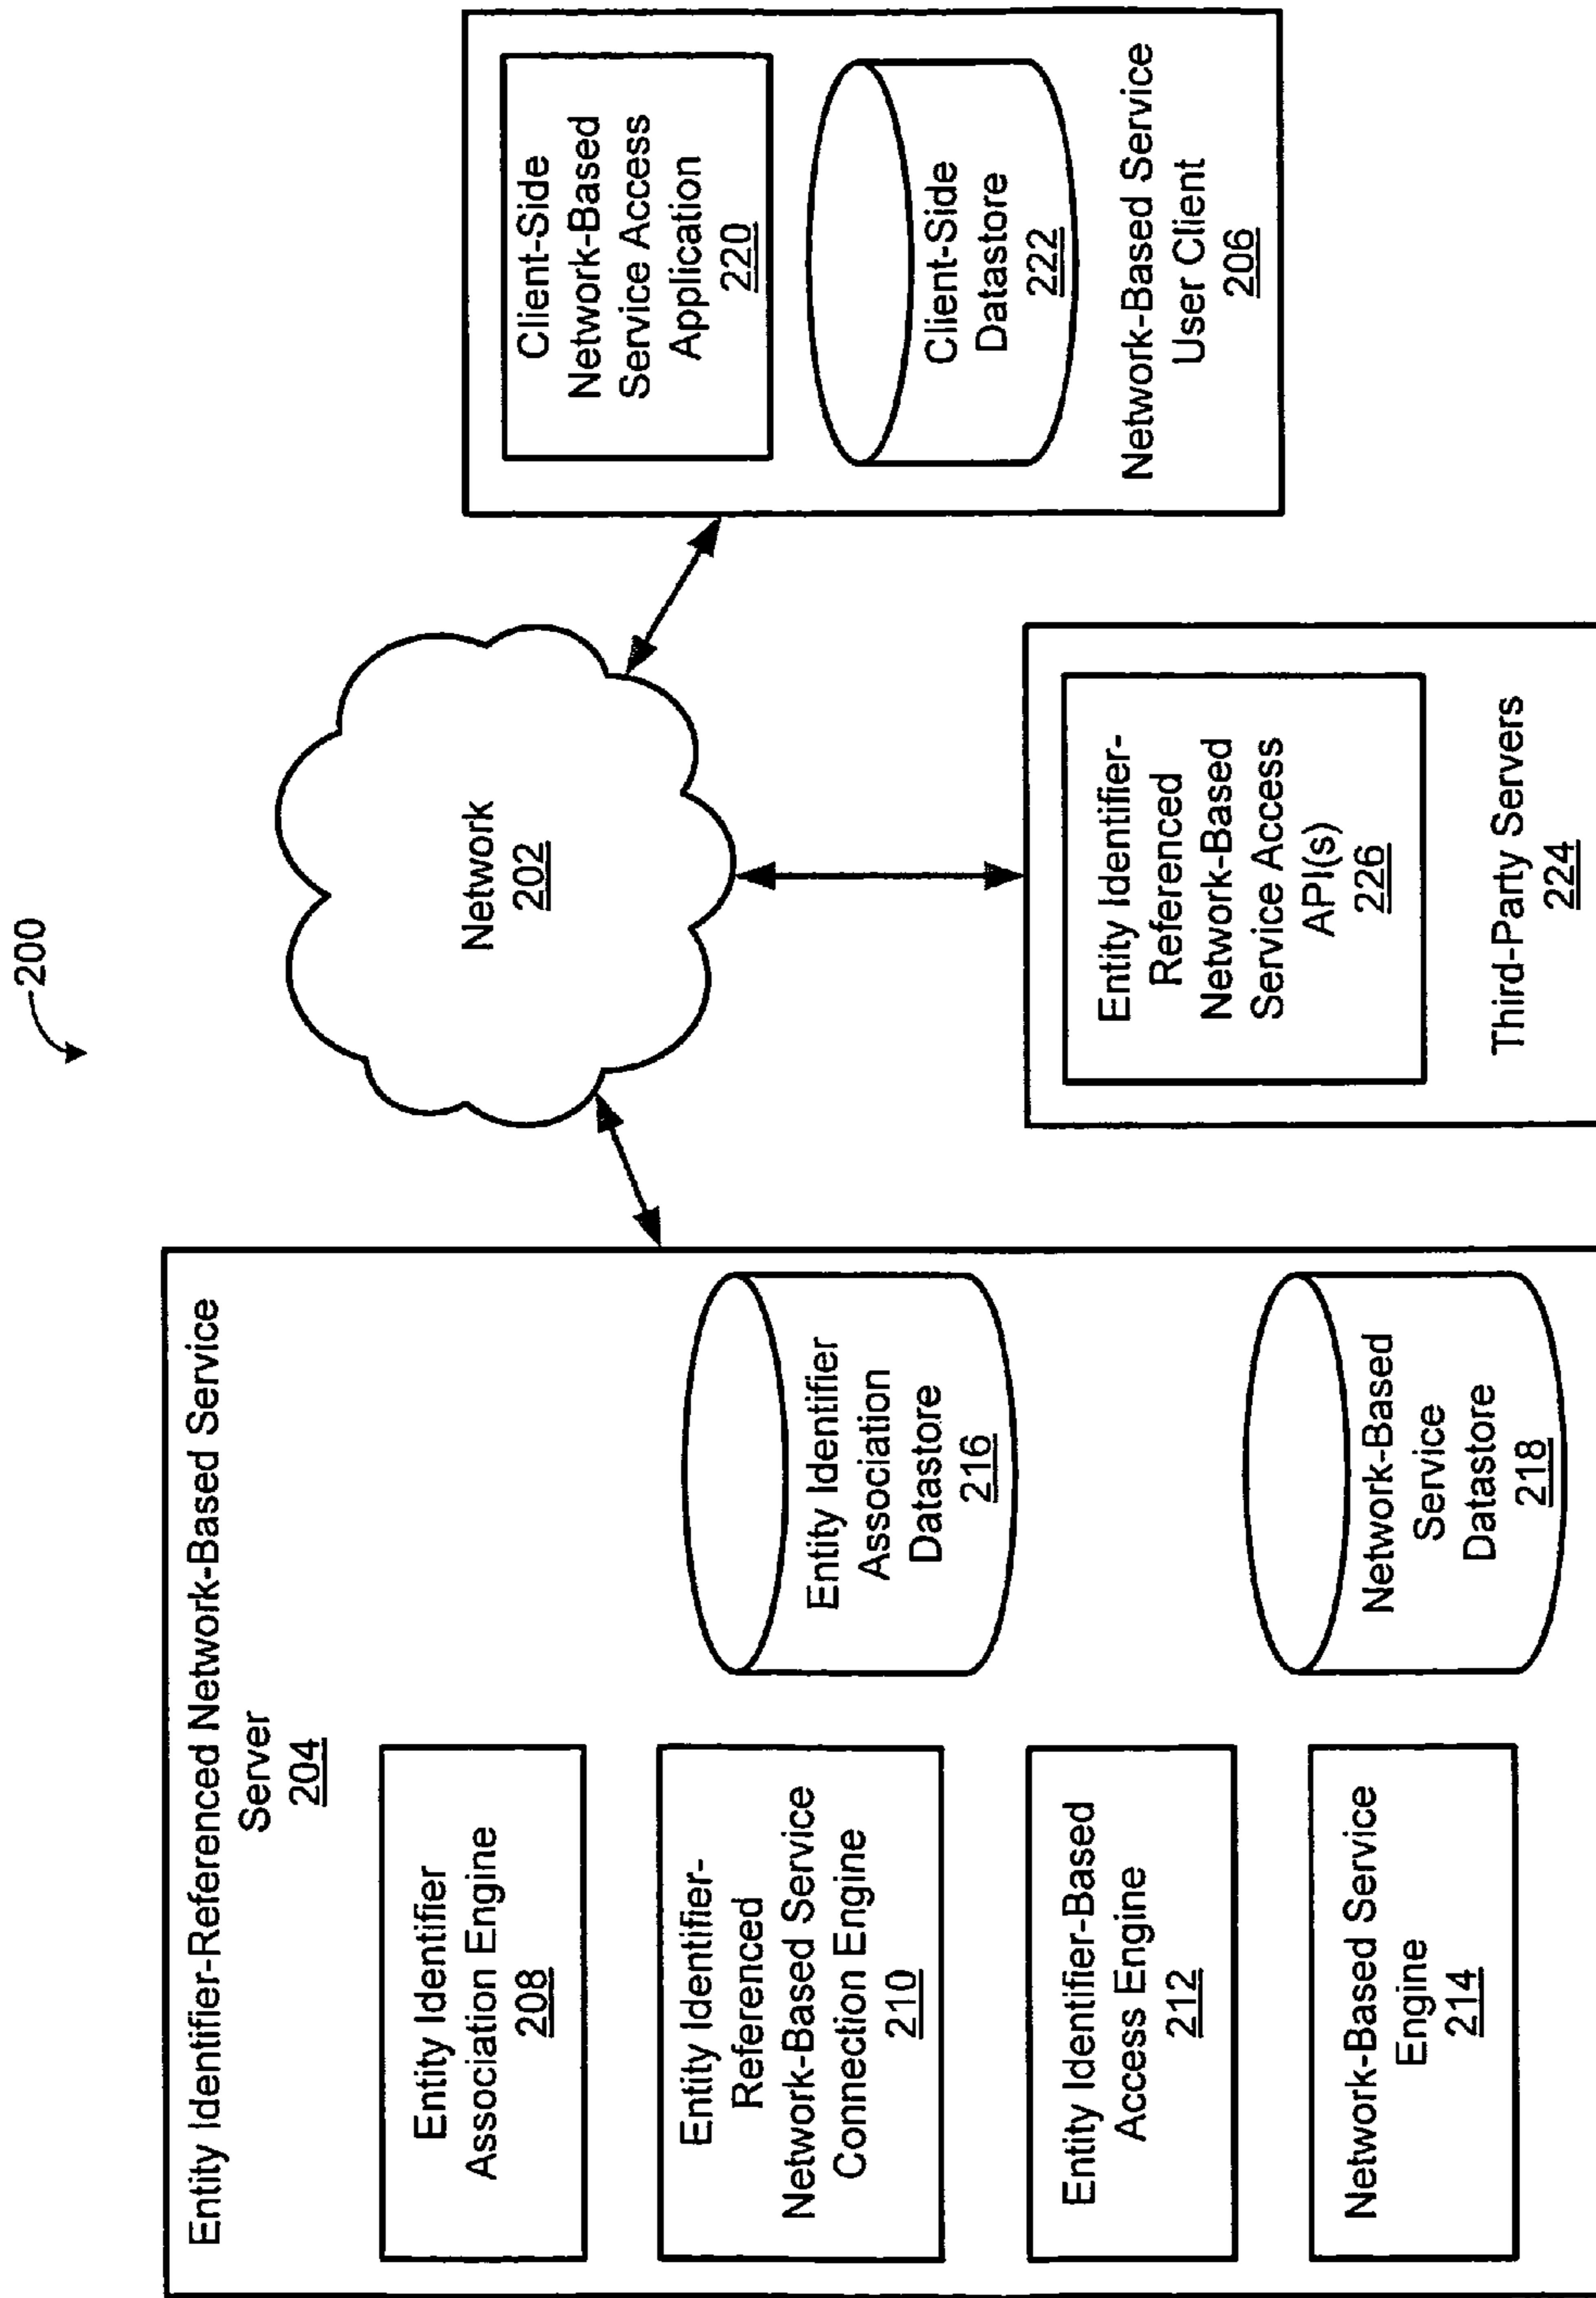 200
Entity Identifier-Referenced Network-Based Service
Server
204
Entity Identifier
Association Engine
208
Entity Identifier-
Referenced
Network-Based Service
Connection Engine
210
Entity Identifier-Based
Access Engine
212
Network-Based Service
Engine
214
Entity Identifier
Association
Datastore
216
Network-Based
Service
Datastore
218
Network
202
Entity Identifier-
Referenced
Network-Based
Service Access
API(s)
226
Third-Party Servers
224
Client-Side
Network-Based
Service Access
Application
220
Client-Side
Datastore
222
Network-Based Service
User Client
206